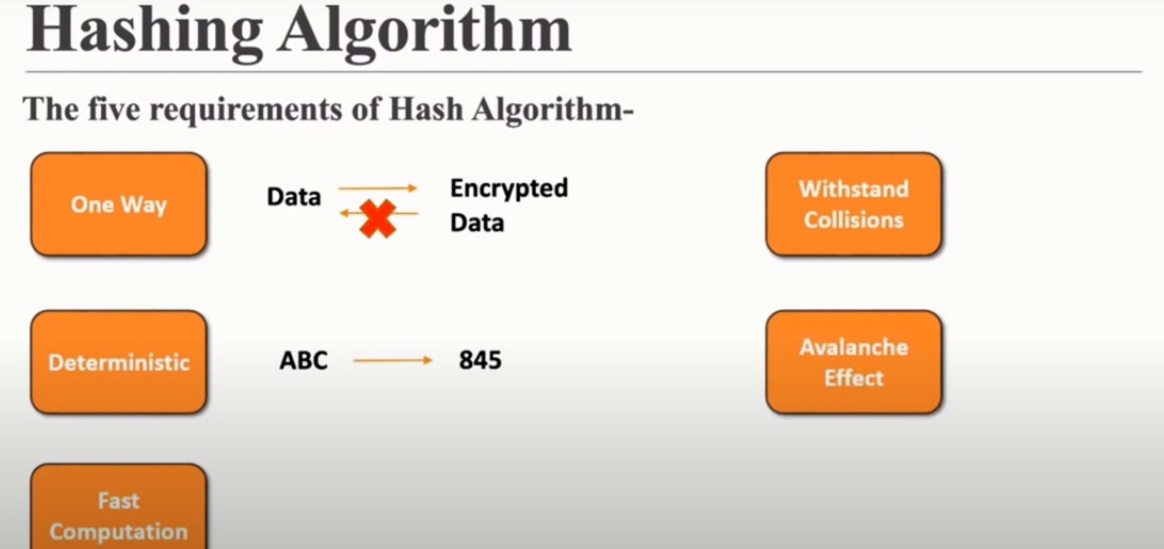 Hashing Algorithm
The five requirements of Hash Algorithm-
One Way
Data
Encrypted
Data
Withstand
Collisions
Deterministic
ABC
845
Avalanche
Effect
Fast
Computation